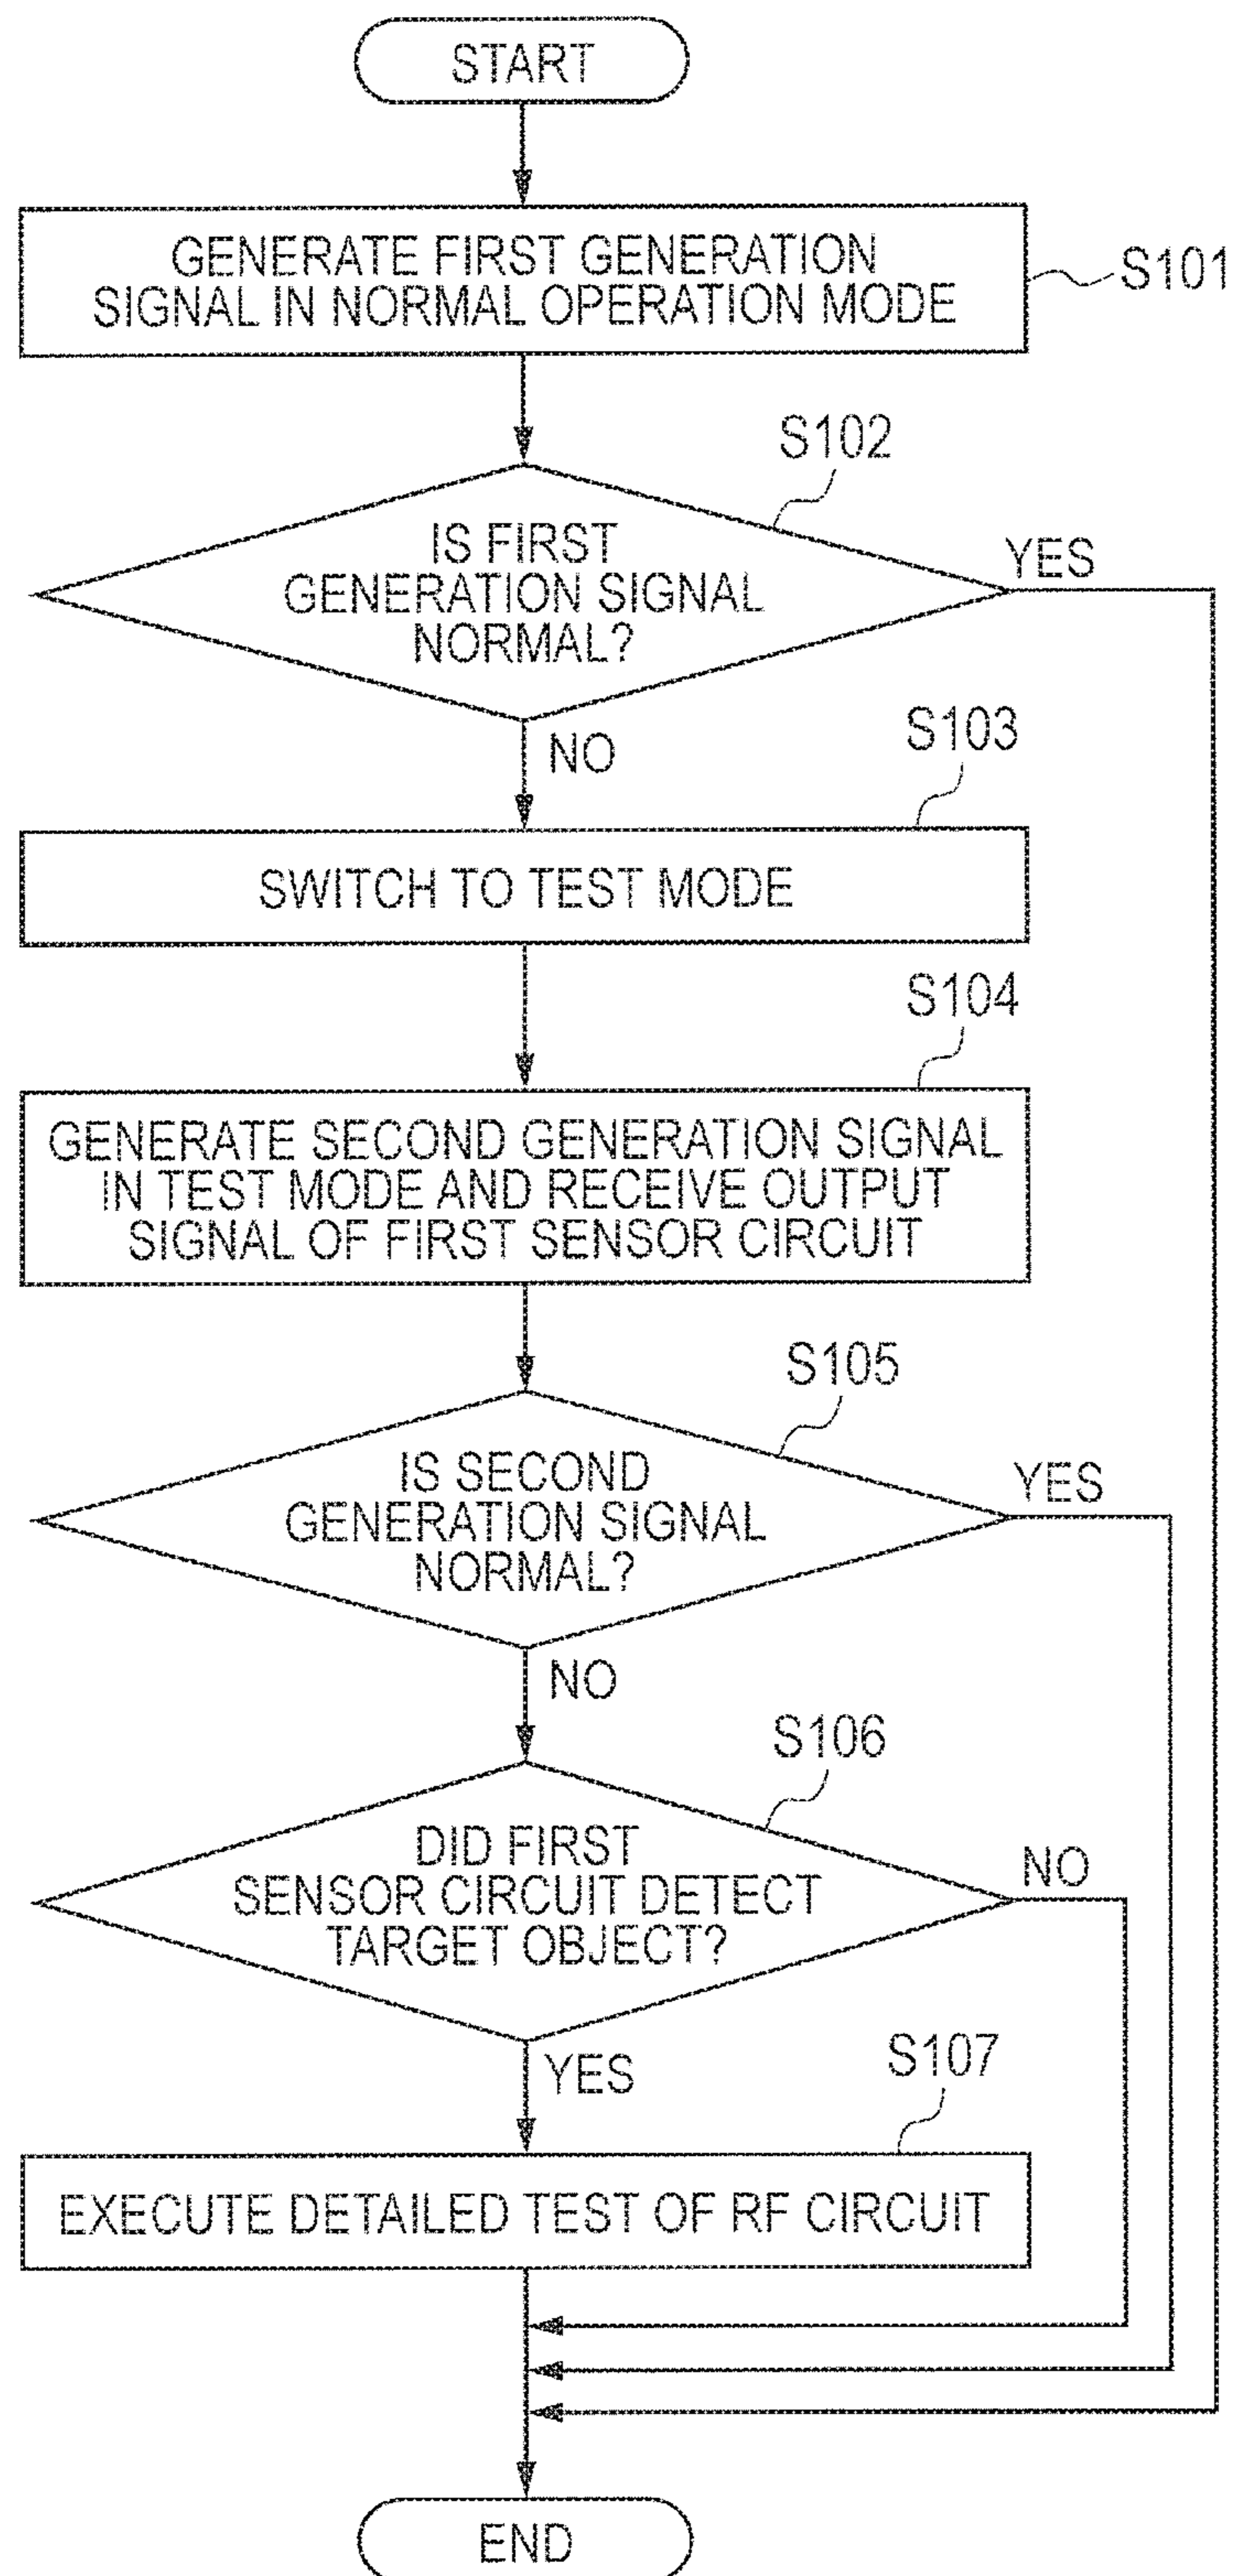 START
GENERATE FIRST GENERATION
SIGNAL IN NORMAL OPERATION MODE
S101
S102
IS FIRST
GENERATION SIGNAL
NORMAL?
YES
NO
S103
SWITCH TO TEST MODE
S104
GENERATE SECOND GENERATION SIGNAL
IN TEST MODE AND RECEIVE OUTPUT
SIGNAL OF FIRST SENSOR CIRCUIT
S105
IS SECOND
GENERATION SIGNAL
NORMAL?
YES
NO
S106
DID FIRST
SENSOR CIRCUIT DETECT
TARGET OBJECT?
NO
YES
S107
EXECUTE DETAILED TEST OF RF CIRCUIT
END